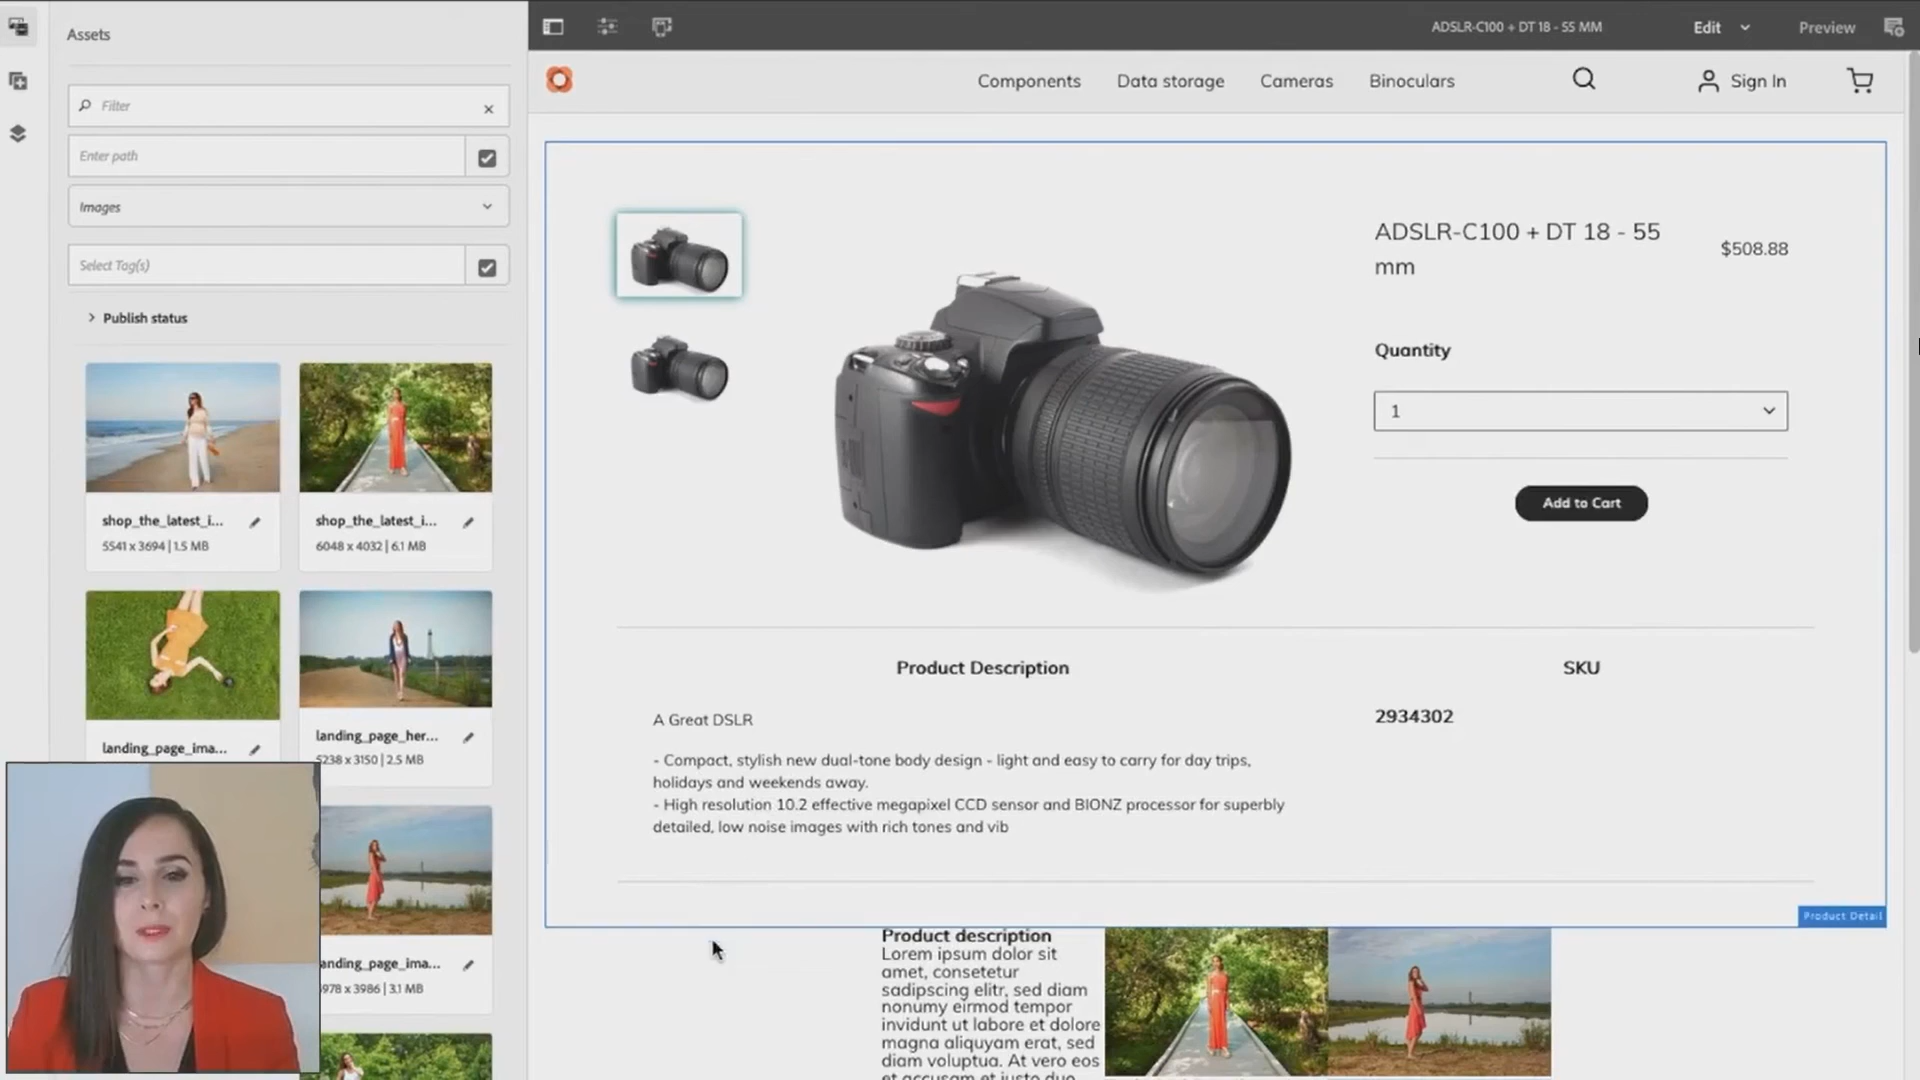 Assets
Filter
Enter path
Images
Select Tag(s)
Publish status
shop_the_latest_i...
5541 x 3694 | 1.5 MB
shop_the_latest_i...
6048 x 4032 | 6.1 MB
landing_page_ima...
landing_page_her...
5238 x 3150 | 2.5 MB
anding_page_ima...
978 x 3986 | 3.1 MB
ADSLR-C100 + DT 18 - 55 MM
Edit
Preview
Components
Data storage
Cameras
Binoculars
Sign In
ADSLR-C100 + DT 18 - 55
mm
$508.88
Quantity
1
Add to Cart
Product Description
SKU
A Great DSLR
2934302
- Compact, stylish new dual-tone body design - light and easy to carry for day trips,
holidays and weekends away.
- High resolution 10.2 effective megapixel CCD sensor and BIONZ processor for superbly
detailed, low noise images with rich tones and vib
Product Detail
Product description
Lorem ipsum dolor sit
amet, consetetur
sadipscing elitr, sed diam
nonumy eirmod tempor
invidunt ut labore et dolore
magna aliquyam erat, sed
diam voluptua. At vero eos
et accusam et justo duo